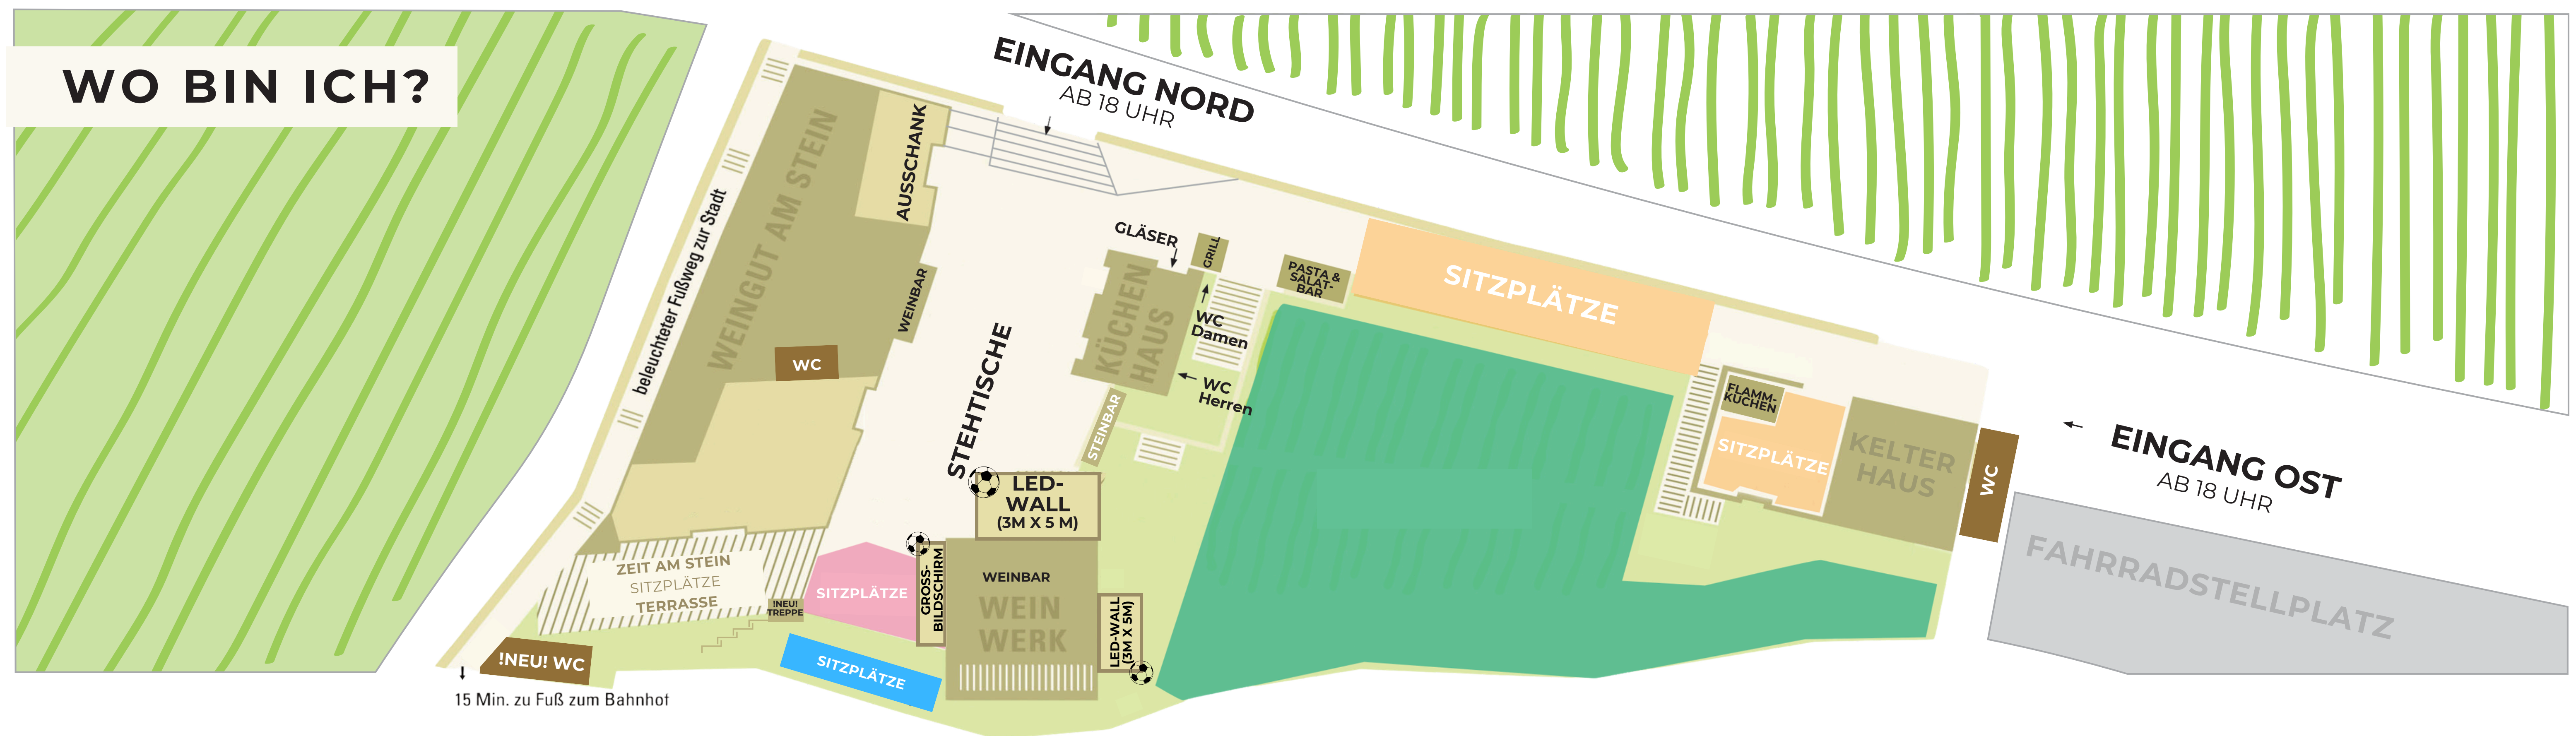 WO BIN ICH?
EINGANG NORD
AB 18 UHR
WEINGUT AM STEIN
AUSSCHANK
beleuchteter Fußweg zur Stadt
WEINBAR
WC
STEHTISCHE
GLÄSER
GRILL
KÜCHEN
HAUS
WC
Damen
WC
Herren
STEINBAR
PASTA &
SALAT-
BAR
SITZPLÄTZE
FLAMM-
KUCHEN
SITZPLÄTZE
KELTER
HAUS
WC
EINGANG OST
AB 18 UHR
FAHRRADSTELLPLATZ
LED-
WALL
(3M X 5 M)
GROSS-
BILDSCHIRM
WEINBAR
WEIN
WERK
LED-WALL
(3M X 5M)
ZEIT AM STEIN
SITZPLÄTZE
TERRASSE
!NEU!
TREPPE
SITZPLÄTZE
SITZPLÄTZE
!NEU! WC
15 Min. zu Fuß zum Bahnhof